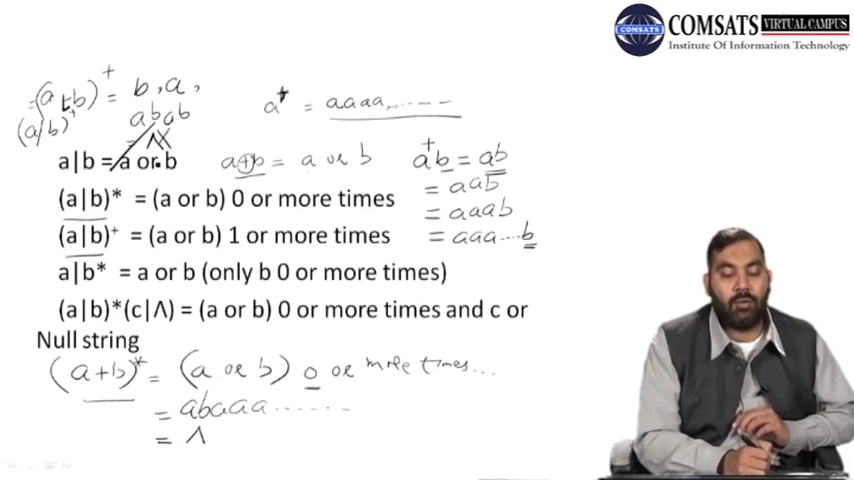 COMSATS VIRTUAL CAMPUS
Institute Of Information Technology
=(a+b)⁺ = b, a,
(a/b)⁺ abab
= Λ
a⁺ = aaaa,......
a|b = a or b
a+b = a or b
a⁺b = ab
= aab
= aaab
= aaa...b
(a|b)* = (a or b) 0 or more times
(a|b)⁺ = (a or b) 1 or more times
a|b* = a or b (only b 0 or more times)
(a|b)*(c|Λ) = (a or b) 0 or more times and c or
Null string
(a+b)* = (a or b) 0 or more times...
= abaaa.......
= Λ